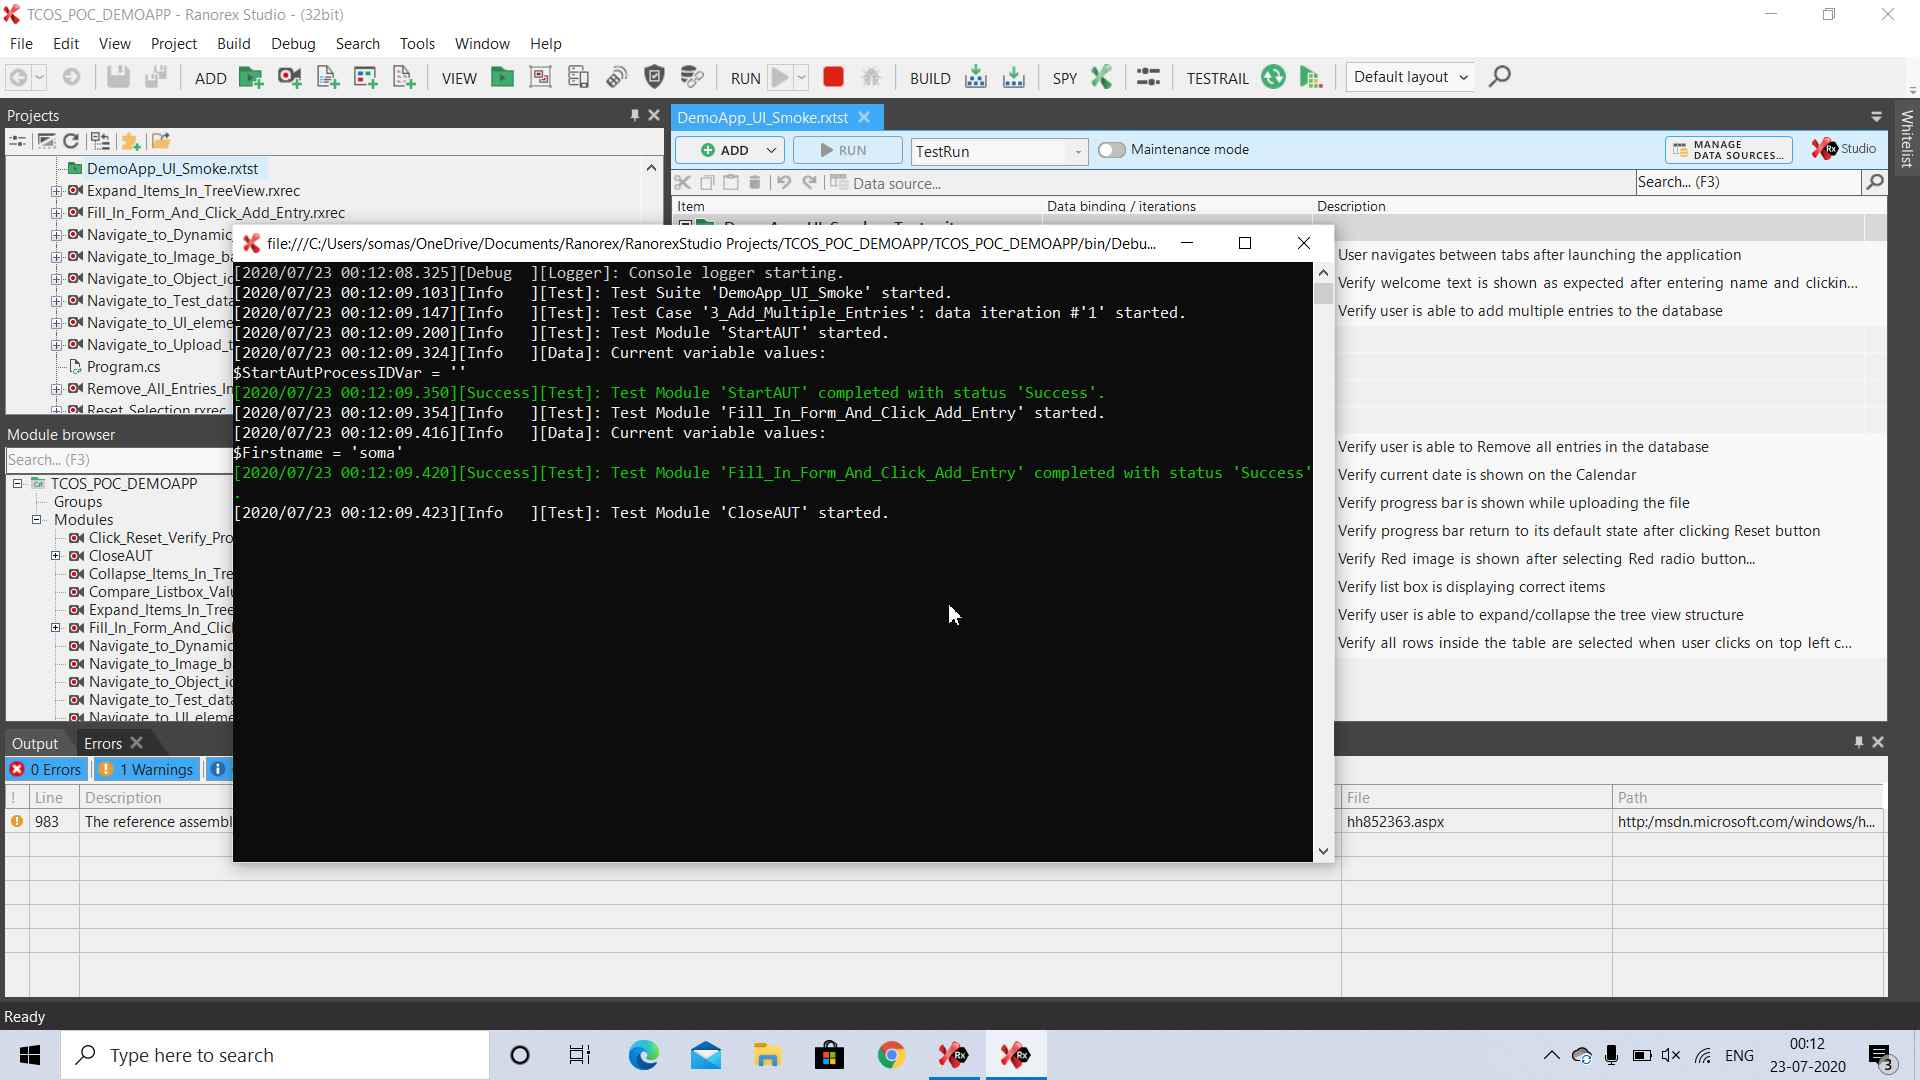 TCOS_POC_DEMOAPP - Ranorex Studio - (32bit)
File Edit View Project Build Debug Search Tools Window Help
ADD VIEW RUN BUILD SPY TESTRAIL Default layout
Projects
DemoApp_UI_Smoke.rxtst
Expand_Items_In_TreeView.rxrec
Fill_In_Form_And_Click_Add_Entry.rxrec
Navigate_to_Dynamic
Navigate_to_Image_ba
Navigate_to_Object_ic
Navigate_to_Test_data
Navigate_to_UI_eleme
Navigate_to_Upload_t
Program.cs
Remove_All_Entries_In
Reset_Selection.rxrec
Module browser
Search... (F3)
TCOS_POC_DEMOAPP
Groups
Modules
Click_Reset_Verify_Pro
CloseAUT
Collapse_Items_In_Tre
Compare_Listbox_Valu
Expand_Items_In_Tree
Fill_In_Form_And_Clic
Navigate_to_Dynamic
Navigate_to_Image_b
Navigate_to_Object_ic
Navigate_to_Test_data
Navigate_to_UI_eleme
DemoApp_UI_Smoke.rxtst
ADD RUN TestRun Maintenance mode MANAGE DATA SOURCES... Studio
Data source... Search... (F3)
Item Data binding / iterations Description
User navigates between tabs after launching the application
Verify welcome text is shown as expected after entering name and clickin...
Verify user is able to add multiple entries to the database
Verify user is able to Remove all entries in the database
Verify current date is shown on the Calendar
Verify progress bar is shown while uploading the file
Verify progress bar return to its default state after clicking Reset button
Verify Red image is shown after selecting Red radio button...
Verify list box is displaying correct items
Verify user is able to expand/collapse the tree view structure
Verify all rows inside the table are selected when user clicks on top left c...
Whitelist
file:///C:/Users/somas/OneDrive/Documents/Ranorex/RanorexStudio Projects/TCOS_POC_DEMOAPP/TCOS_POC_DEMOAPP/bin/Debu...
[2020/07/23 00:12:08.325][Debug  ][Logger]: Console logger starting.
[2020/07/23 00:12:09.103][Info   ][Test]: Test Suite 'DemoApp_UI_Smoke' started.
[2020/07/23 00:12:09.147][Info   ][Test]: Test Case '3_Add_Multiple_Entries': data iteration #'1' started.
[2020/07/23 00:12:09.200][Info   ][Test]: Test Module 'StartAUT' started.
[2020/07/23 00:12:09.324][Info   ][Data]: Current variable values:
$StartAutProcessIDVar = ''
[2020/07/23 00:12:09.350][Success][Test]: Test Module 'StartAUT' completed with status 'Success'.
[2020/07/23 00:12:09.354][Info   ][Test]: Test Module 'Fill_In_Form_And_Click_Add_Entry' started.
[2020/07/23 00:12:09.416][Info   ][Data]: Current variable values:
$Firstname = 'soma'
[2020/07/23 00:12:09.420][Success][Test]: Test Module 'Fill_In_Form_And_Click_Add_Entry' completed with status 'Success'
.
[2020/07/23 00:12:09.423][Info   ][Test]: Test Module 'CloseAUT' started.
Output Errors
0 Errors 1 Warnings
! Line Description File Path
983 The reference assembl hh852363.aspx http:/msdn.microsoft.com/windows/h...
Ready
Type here to search
ENG
00:12
23-07-2020
3